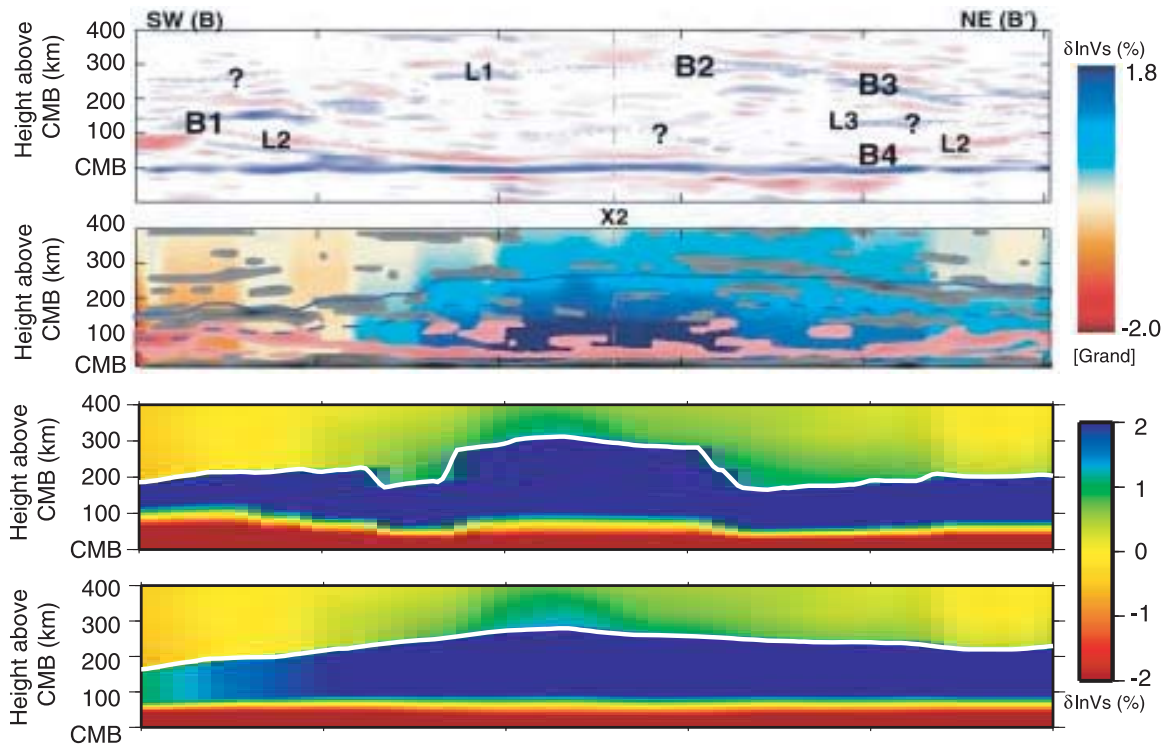 SW (B)
NE (B')
Height above
CMB (km)
400
300
200
100
CMB
?
L1
B2
B3
B1
L2
?
L3
?
B4
L2
δlnVs (%)
1.8
-2.0
[Grand]
X2
Height above
CMB (km)
400
300
200
100
CMB
Height above
CMB (km)
400
300
200
100
CMB
2
1
0
-1
-2
δlnVs (%)
Height above
CMB (km)
400
300
200
100
CMB